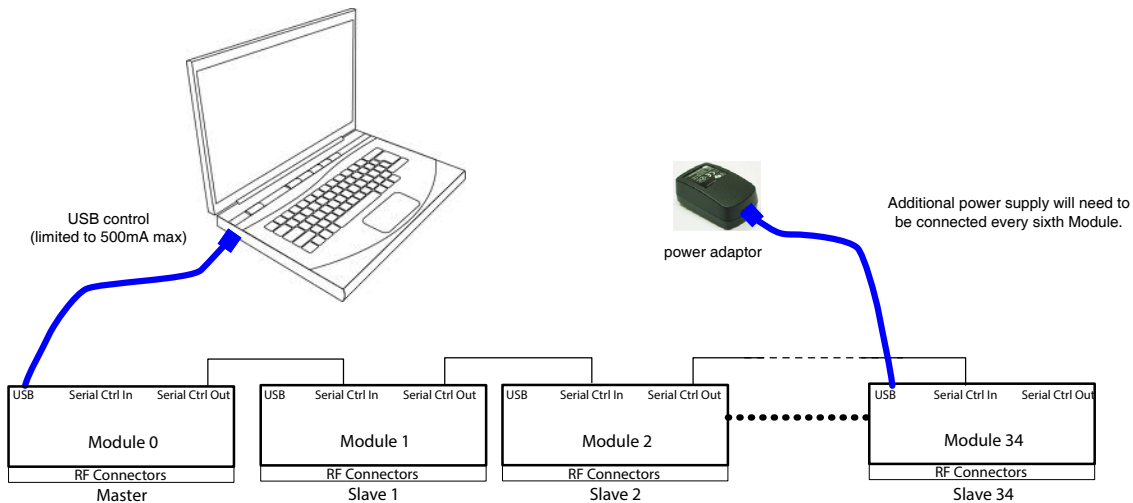 USB control
(limited to 500mA max)
power adaptor
Additional power supply will need to
be connected every sixth Module.
USB Serial Ctrl In Serial Ctrl Out
Module 0
RF Connectors
Master
USB Serial Ctrl In Serial Ctrl Out
Module 1
RF Connectors
Slave 1
USB Serial Ctrl In Serial Ctrl Out
Module 2
RF Connectors
Slave 2
USB Serial Ctrl In Serial Ctrl Out
Module 34
RF Connectors
Slave 34